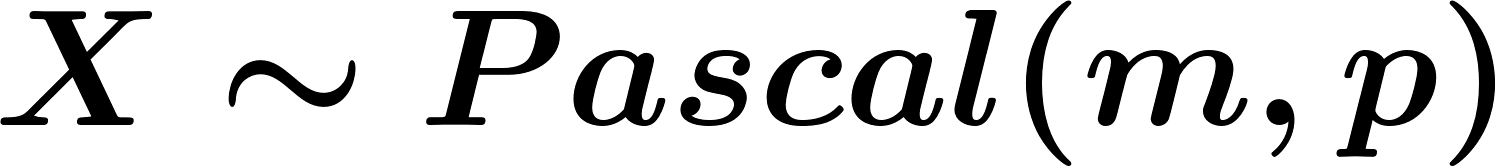 X ∼ Pascal(m, p)